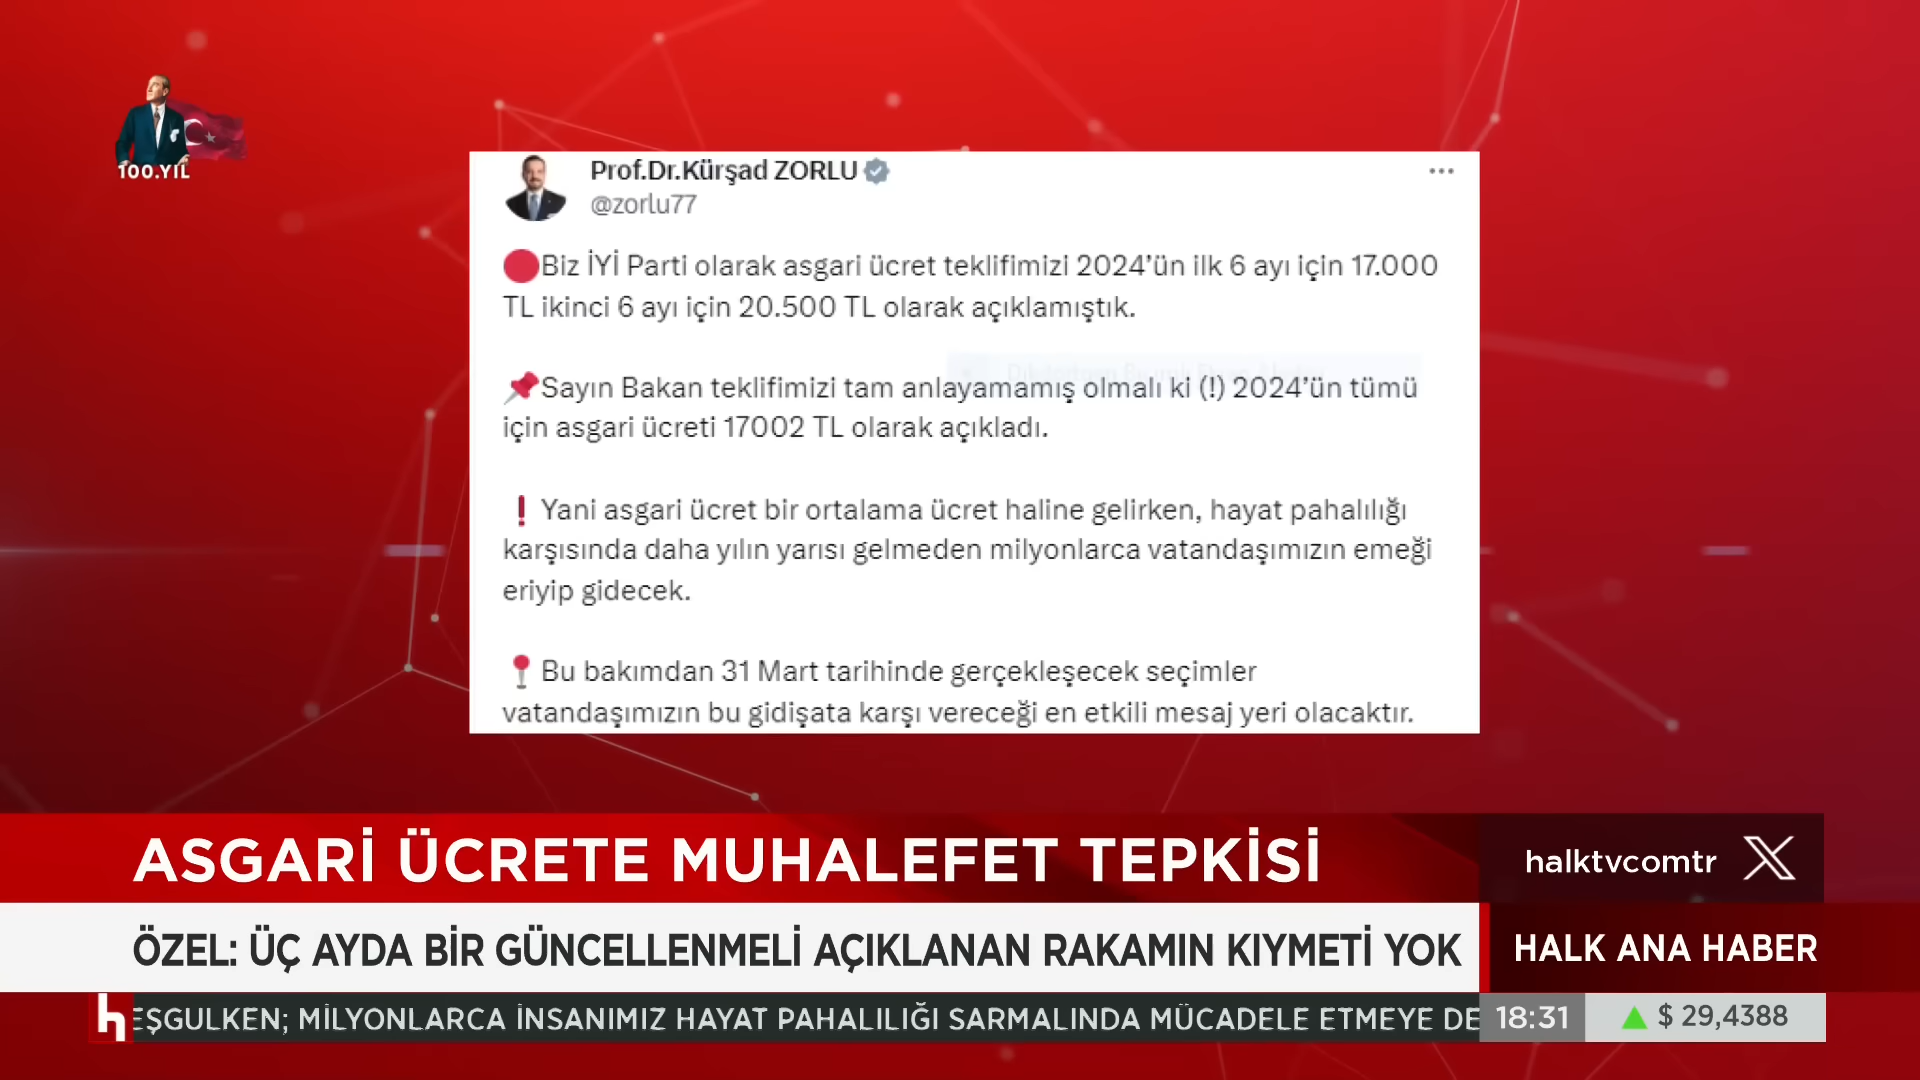 100.YIL
Prof.Dr.Kürşad ZORLU
@zorlu77
Biz İYİ Parti olarak asgari ücret teklifimizi 2024’ün ilk 6 ayı için 17.000
TL ikinci 6 ayı için 20.500 TL olarak açıklamıştık.
Sayın Bakan teklifimizi tam anlayamamış olmalı ki (!) 2024’ün tümü
için asgari ücreti 17002 TL olarak açıkladı.
❗ Yani asgari ücret bir ortalama ücret haline gelirken, hayat pahalılığı
karşısında daha yılın yarısı gelmeden milyonlarca vatandaşımızın emeği
eriyip gidecek.
Bu bakımdan 31 Mart tarihinde gerçekleşecek seçimler
vatandaşımızın bu gidişata karşı vereceği en etkili mesaj yeri olacaktır.
ASGARİ ÜCRETE MUHALEFET TEPKİSİ
halktvcomtr X
ÖZEL: ÜÇ AYDA BİR GÜNCELLENMELİ AÇIKLANAN RAKAMIN KIYMETİ YOK
HALK ANA HABER
h
EŞGULKEN; MİLYONLARCA İNSANIMIZ HAYAT PAHALILIĞI SARMALINDA MÜCADELE ETMEYE DE
18:31
$ 29,4388